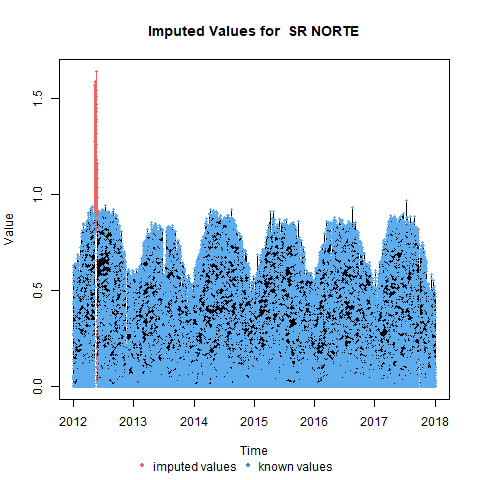 Imputed Values for  SR NORTE
Value
0.0
0.5
1.0
1.5
2012 2013 2014 2015 2016 2017 2018
Time
imputed values known values